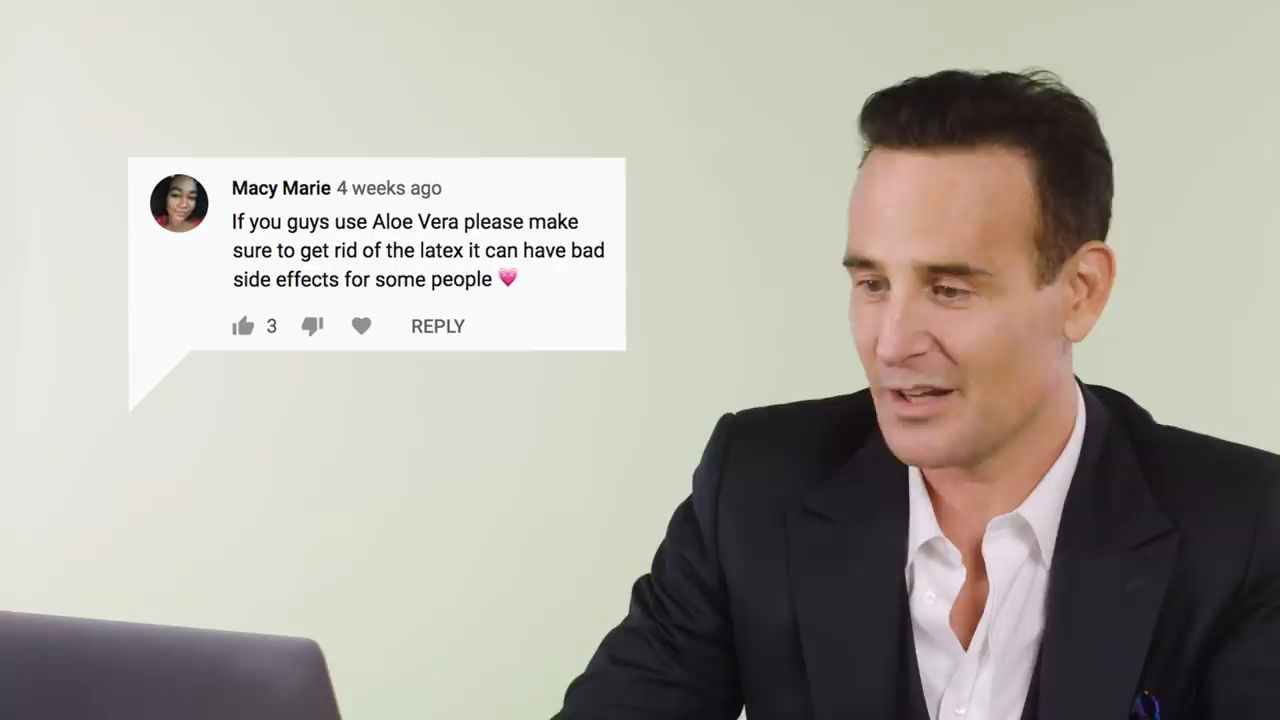 Macy Marie 4 weeks ago
If you guys use Aloe Vera please make
sure to get rid of the latex it can have bad
side effects for some people 💗
3 REPLY